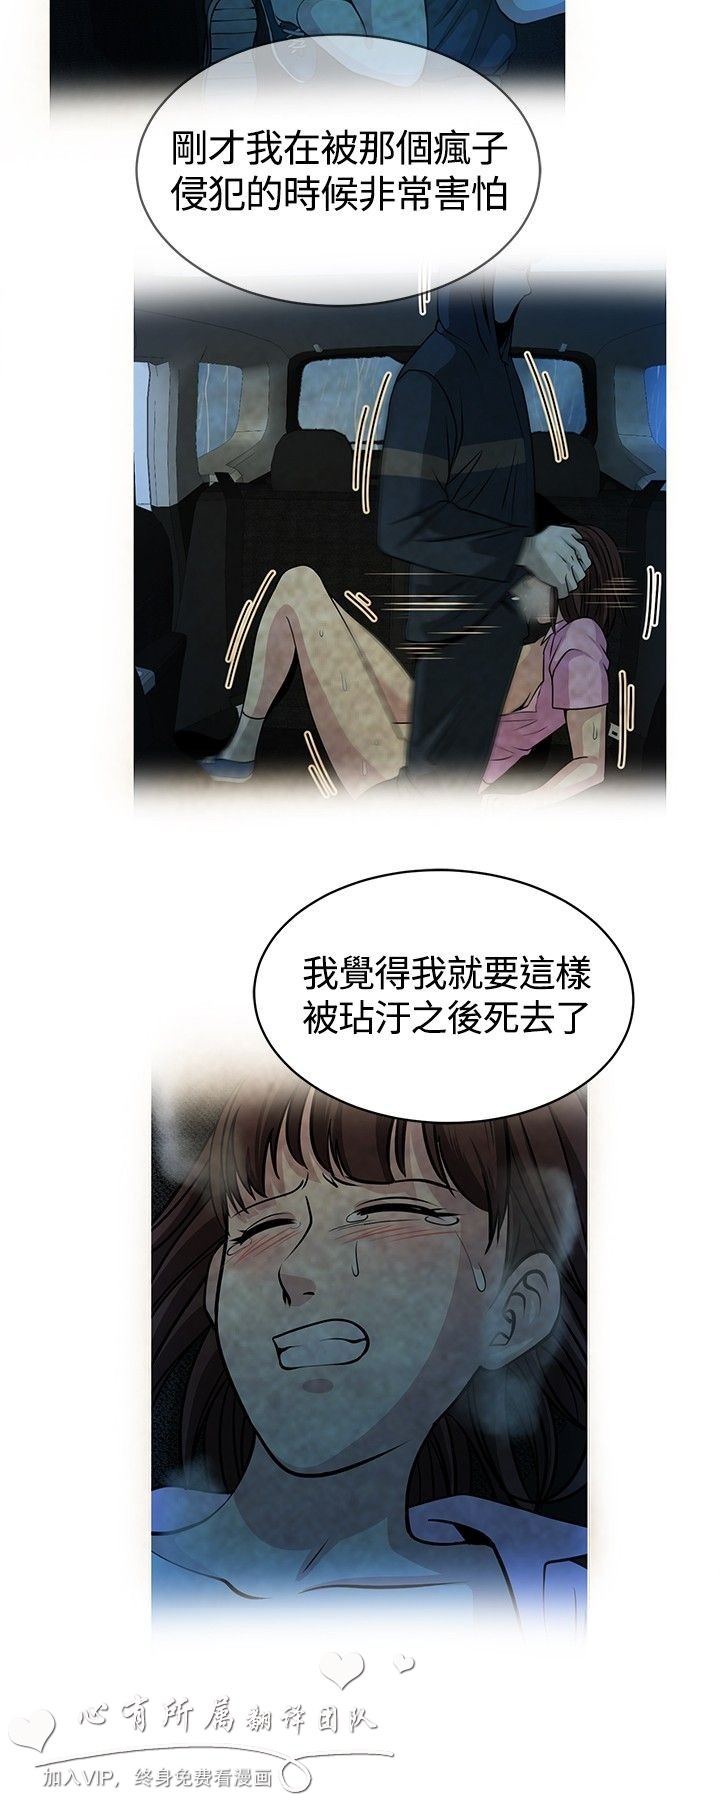 剛才我在被那個瘋子
侵犯的時候非常害怕
我覺得我就要這樣
被玷汙之後死去了
心有所属翻译团队
加入VIP，终身免费看漫画